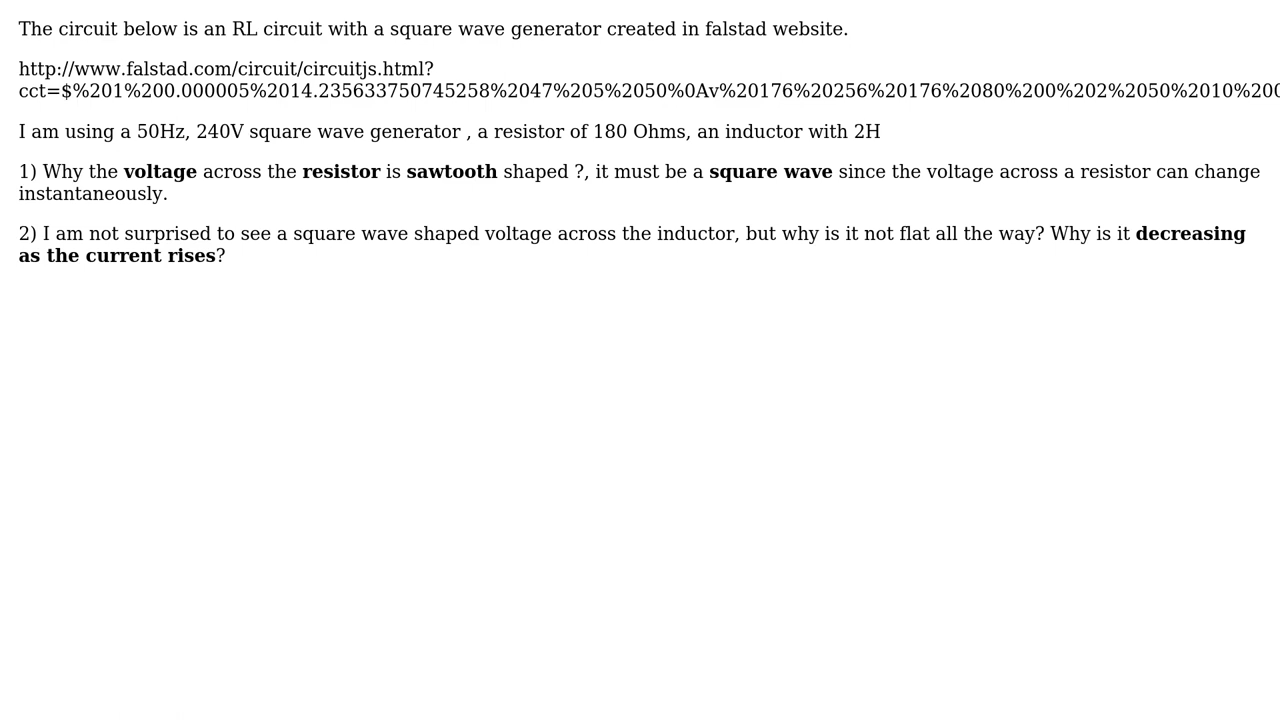 The circuit below is an RL circuit with a square wave generator created in falstad website.
http://www.falstad.com/circuit/circuitjs.html?
cct=$%201%200.000005%2014.235633750745258%2047%205%2050%0Av%20176%20256%20176%2080%200%202%2050%2010%200
I am using a 50Hz, 240V square wave generator , a resistor of 180 Ohms, an inductor with 2H
1) Why the voltage across the resistor is sawtooth shaped ?, it must be a square wave since the voltage across a resistor can change
instantaneously.
2) I am not surprised to see a square wave shaped voltage across the inductor, but why is it not flat all the way? Why is it decreasing
as the current rises?